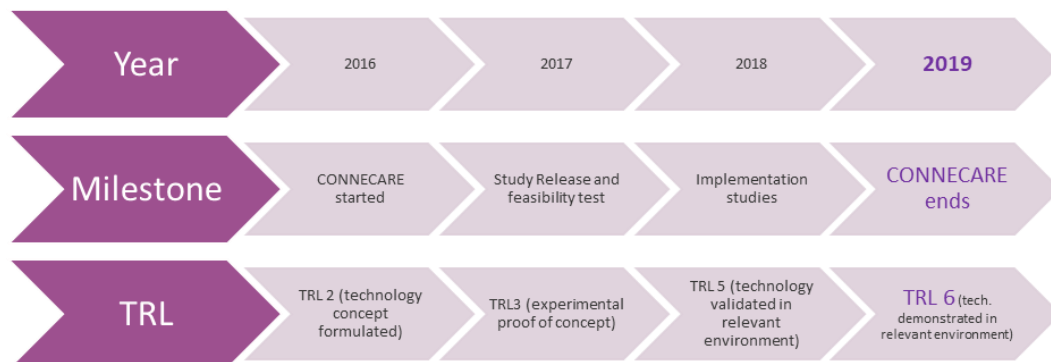 Year
2016
2017
2018
2019
Milestone
CONNECARE
started
Study Release and
feasibility test
Implementation
studies
CONNECARE
ends
TRL
TRL 2 (technology
concept
formulated)
TRL3 (experimental
proof of concept)
TRL 5 (technology
validated in
relevant
environment)
TRL 6 (tech.
demonstrated in
relevant environment)